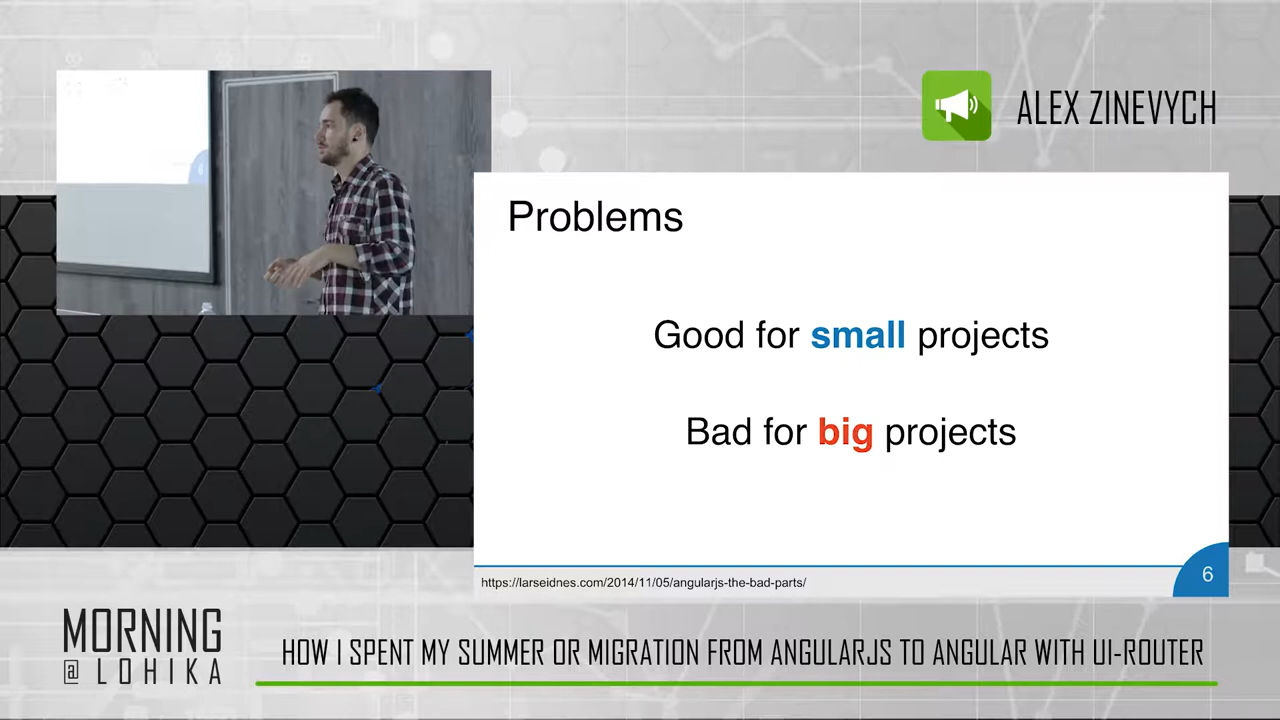 ALEX ZINEVYCH
Problems
Good for small projects
Bad for big projects
https://larseidnes.com/2014/11/05/angularjs-the-bad-parts/
6
MORNING
@ LOHIKA
HOW I SPENT MY SUMMER OR MIGRATION FROM ANGULARJS TO ANGULAR WITH UI-ROUTER